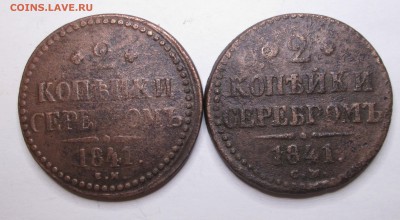 COINS.LAVE.RU
2
КОПѢЙКИ
СЕРЕБРОМЪ
1841.
Е.М.
2
КОПѢЙКИ
СЕРЕБРОМЪ
1841.